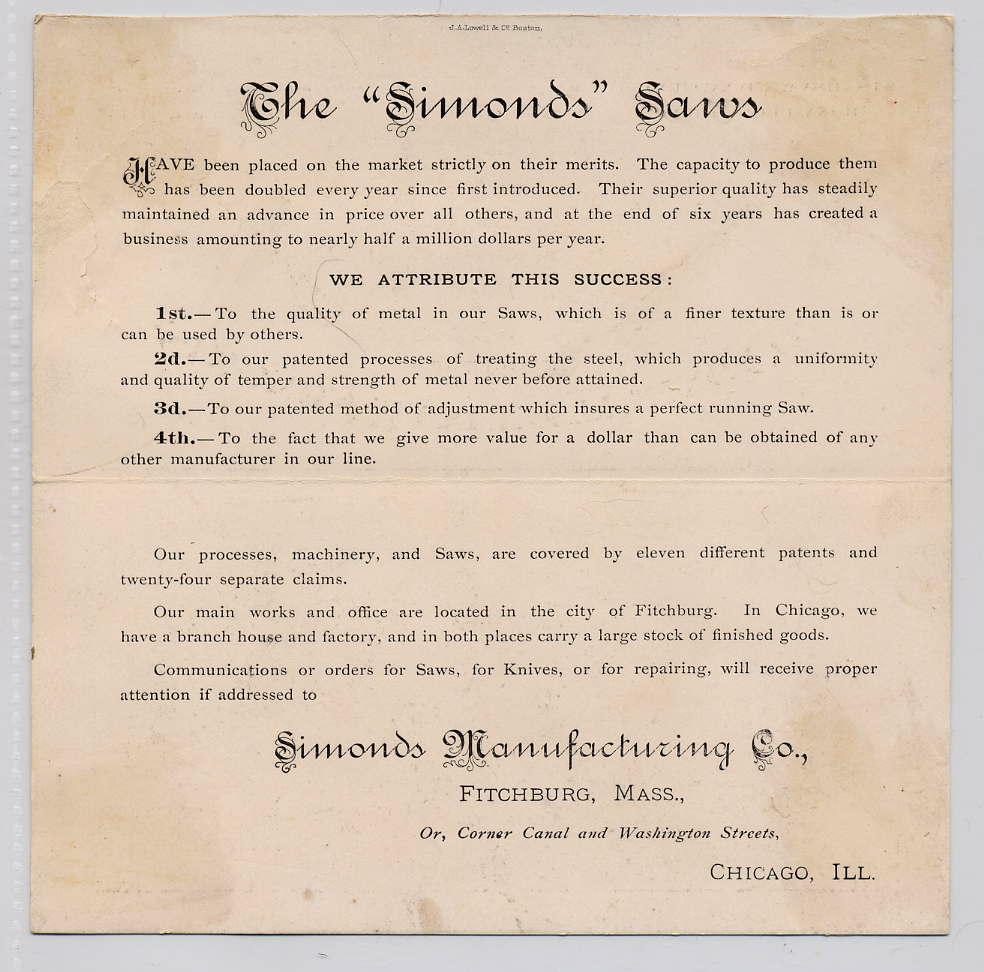 J.A.Lowell & Co Boston.
The "Simonds" Saws
HAVE been placed on the market strictly on their merits. The capacity to produce them
has been doubled every year since first introduced. Their superior quality has steadily
maintained an advance in price over all others, and at the end of six years has created a
business amounting to nearly half a million dollars per year.
WE ATTRIBUTE THIS SUCCESS:
1st.—To the quality of metal in our Saws, which is of a finer texture than is or
can be used by others.
2d.—To our patented processes of treating the steel, which produces a uniformity
and quality of temper and strength of metal never before attained.
3d.—To our patented method of adjustment which insures a perfect running Saw.
4th.—To the fact that we give more value for a dollar than can be obtained of any
other manufacturer in our line.
Our processes, machinery, and Saws, are covered by eleven different patents and
twenty-four separate claims.
Our main works and office are located in the city of Fitchburg. In Chicago, we
have a branch house and factory, and in both places carry a large stock of finished goods.
Communications or orders for Saws, for Knives, or for repairing, will receive proper
attention if addressed to
Simonds Manufacturing Co.,
FITCHBURG, MASS.,
Or, Corner Canal and Washington Streets,
CHICAGO, ILL.